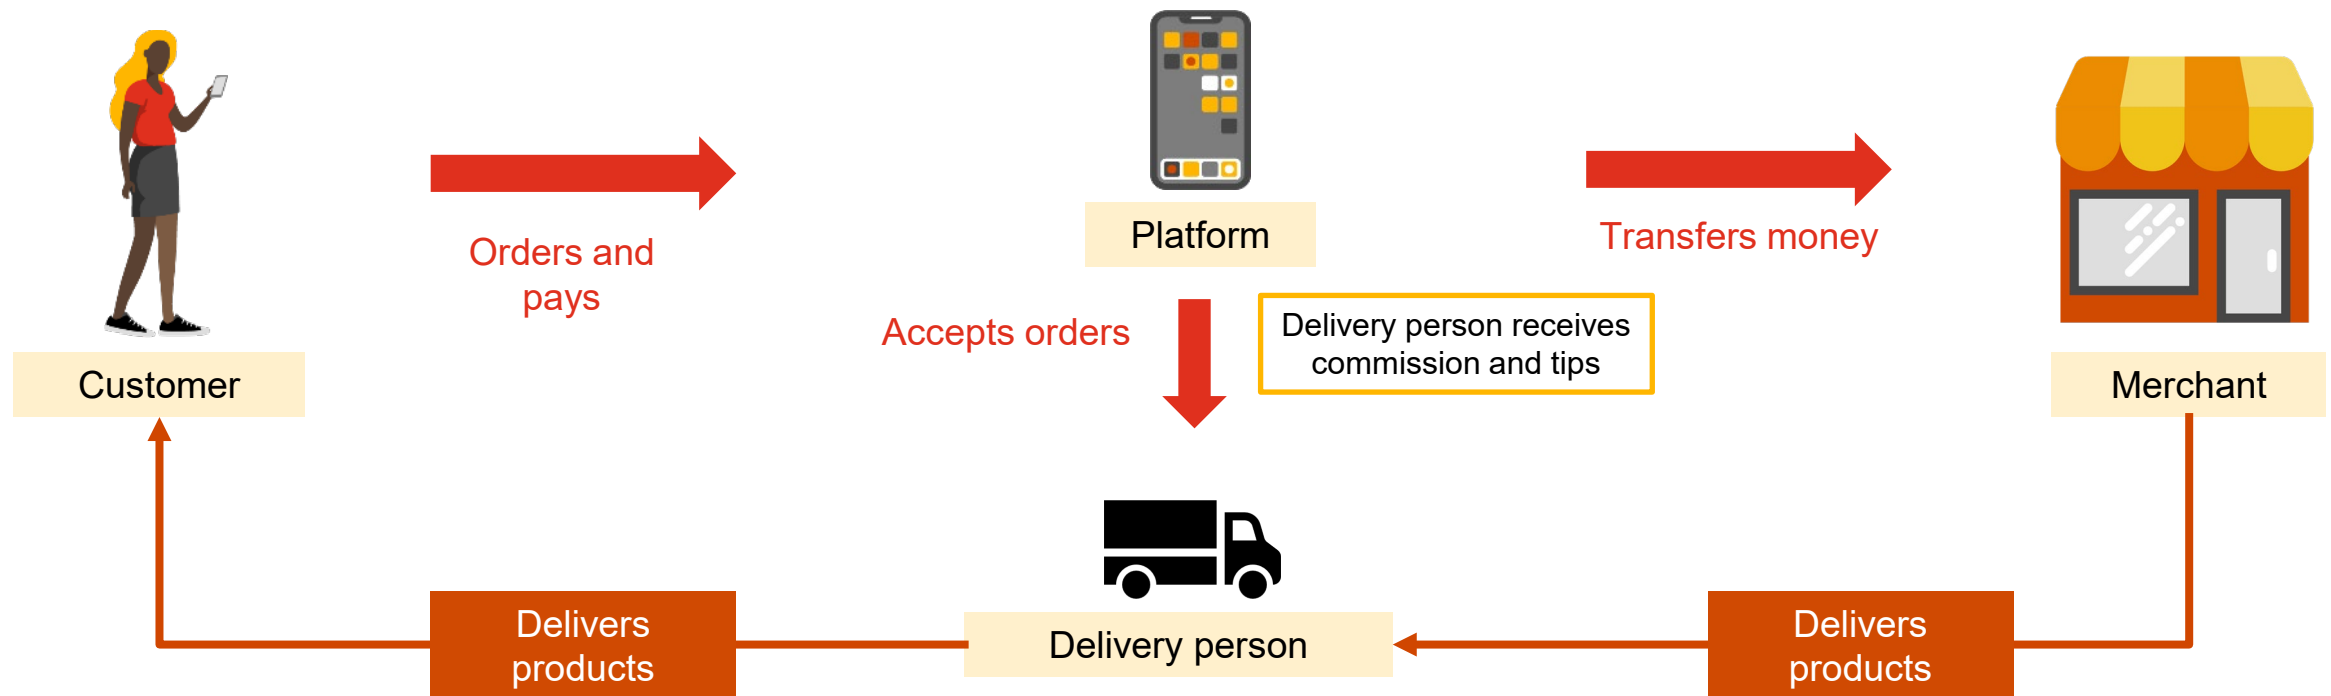 Platform
Orders and
pays
Transfers money
Accepts orders
Delivery person receives
commission and tips
Customer
Merchant
Delivers
products
Delivery person
Delivers
products